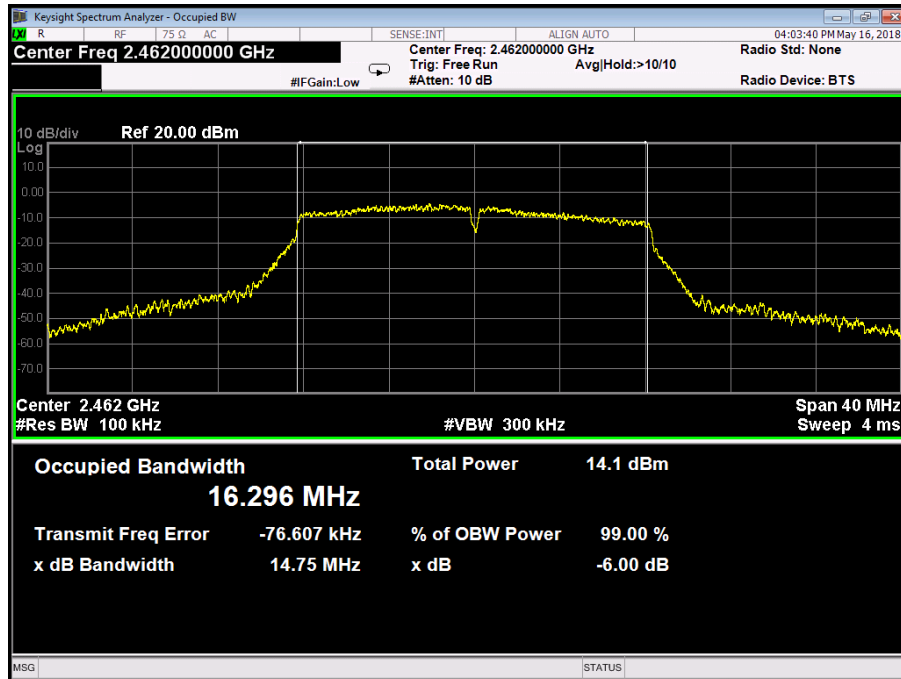 Keysight Spectrum Analyzer - Occupied BW
LXI R RF 75 Ω AC SENSE:INT ALIGN AUTO 04:03:40 PM May 16, 2018
Center Freq 2.462000000 GHz Center Freq: 2.462000000 GHz Radio Std: None
Trig: Free Run Avg|Hold:>10/10
#IFGain:Low #Atten: 10 dB Radio Device: BTS
10 dB/div Ref 20.00 dBm
Log
10.0
0.00
-10.0
-20.0
-30.0
-40.0
-50.0
-60.0
-70.0
Center 2.462 GHz Span 40 MHz
#Res BW 100 kHz #VBW 300 kHz Sweep 4 ms
Occupied Bandwidth Total Power 14.1 dBm
16.296 MHz
Transmit Freq Error -76.607 kHz % of OBW Power 99.00 %
x dB Bandwidth 14.75 MHz x dB -6.00 dB
MSG STATUS